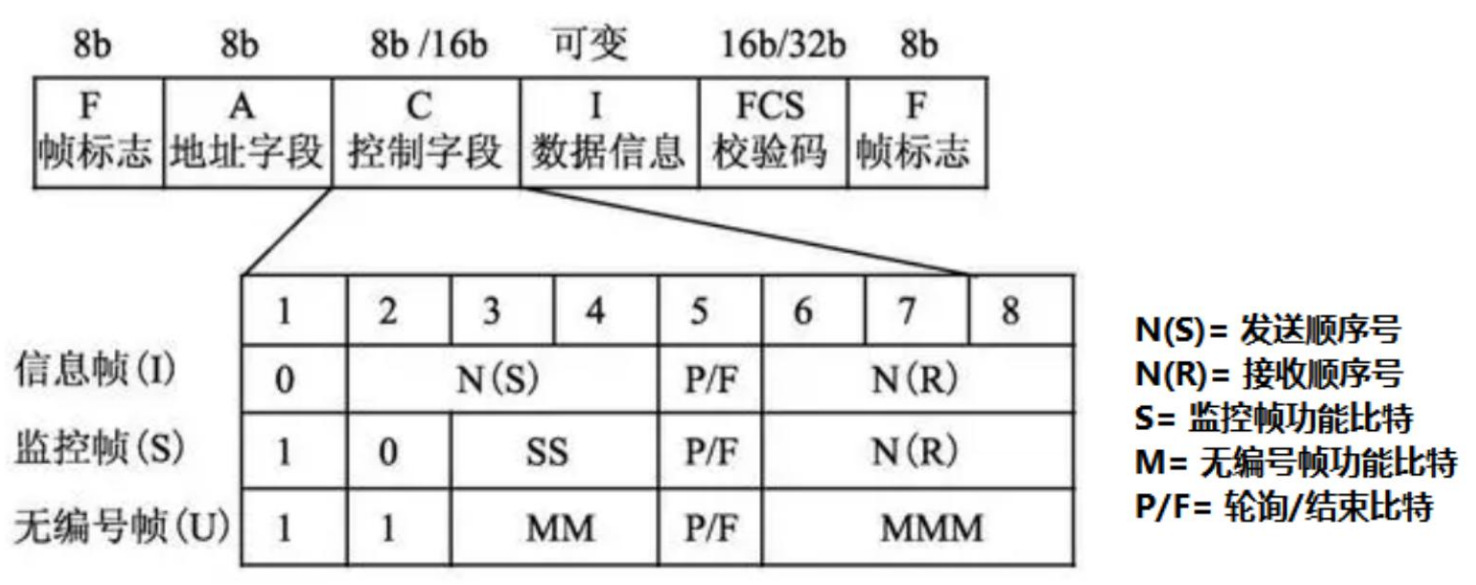 8b 8b 8b /16b 可变 16b/32b 8b
F A C I FCS F
帧标志 地址字段 控制字段 数据信息 校验码 帧标志
1 2 3 4 5 6 7 8
信息帧(I) 0 N(S) P/F N(R)
监控帧(S) 1 0 SS P/F N(R)
无编号帧(U) 1 1 MM P/F MMM
N(S)= 发送顺序号
N(R)= 接收顺序号
S= 监控帧功能比特
M= 无编号帧功能比特
P/F= 轮询/结束比特